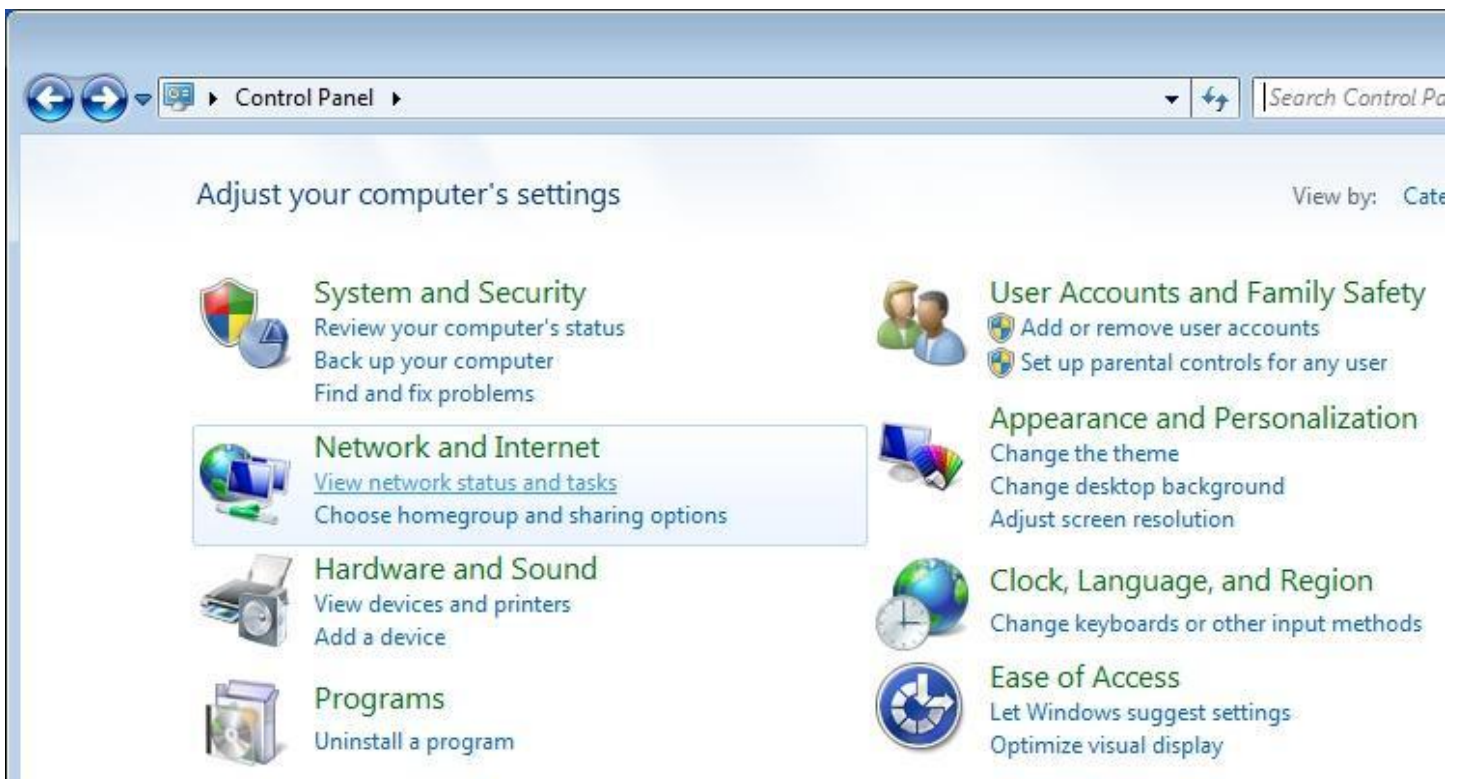 Control Panel
Search Control Pa
Adjust your computer's settings
View by: Cate
System and Security
Review your computer's status
Back up your computer
Find and fix problems
Network and Internet
View network status and tasks
Choose homegroup and sharing options
Hardware and Sound
View devices and printers
Add a device
Programs
Uninstall a program
User Accounts and Family Safety
Add or remove user accounts
Set up parental controls for any user
Appearance and Personalization
Change the theme
Change desktop background
Adjust screen resolution
Clock, Language, and Region
Change keyboards or other input methods
Ease of Access
Let Windows suggest settings
Optimize visual display